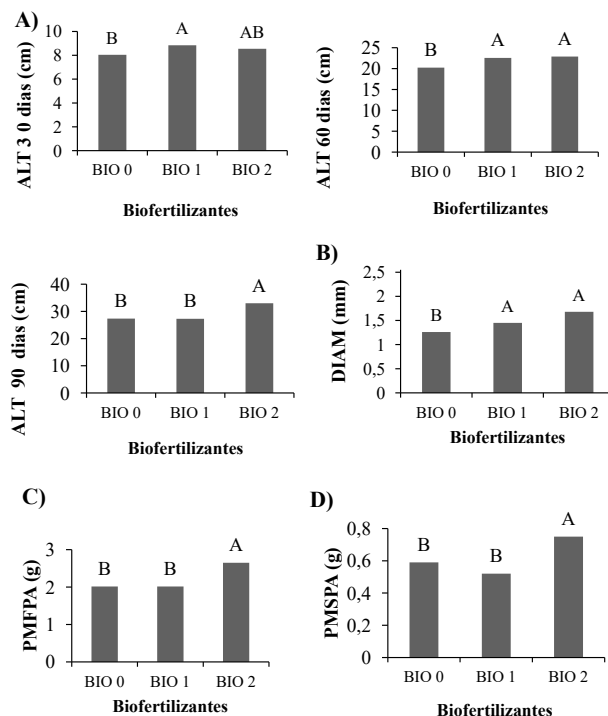 A)
ALT 3 0 dias (cm)
10
8
6
4
2
0
B
A
AB
BIO 0 BIO 1 BIO 2
Biofertilizantes
ALT 60 dias (cm)
25
20
15
10
5
0
B
A
A
BIO 0 BIO 1 BIO 2
Biofertilizantes
ALT 90 dias (cm)
40
30
20
10
0
B
B
A
BIO 0 BIO 1 BIO 2
Biofertilizantes
B)
DIAM (mm)
2,5
2
1,5
1
0,5
0
B
A
A
BIO 0 BIO 1 BIO 2
Biofertilizantes
C)
PMFPA (g)
3
2
1
0
B
B
A
BIO 0 BIO 1 BIO 2
Biofertilizantes
D)
PMSPA (g)
0,8
0,6
0,4
0,2
0
B
B
A
BIO 0 BIO 1 BIO 2
Biofertilizantes